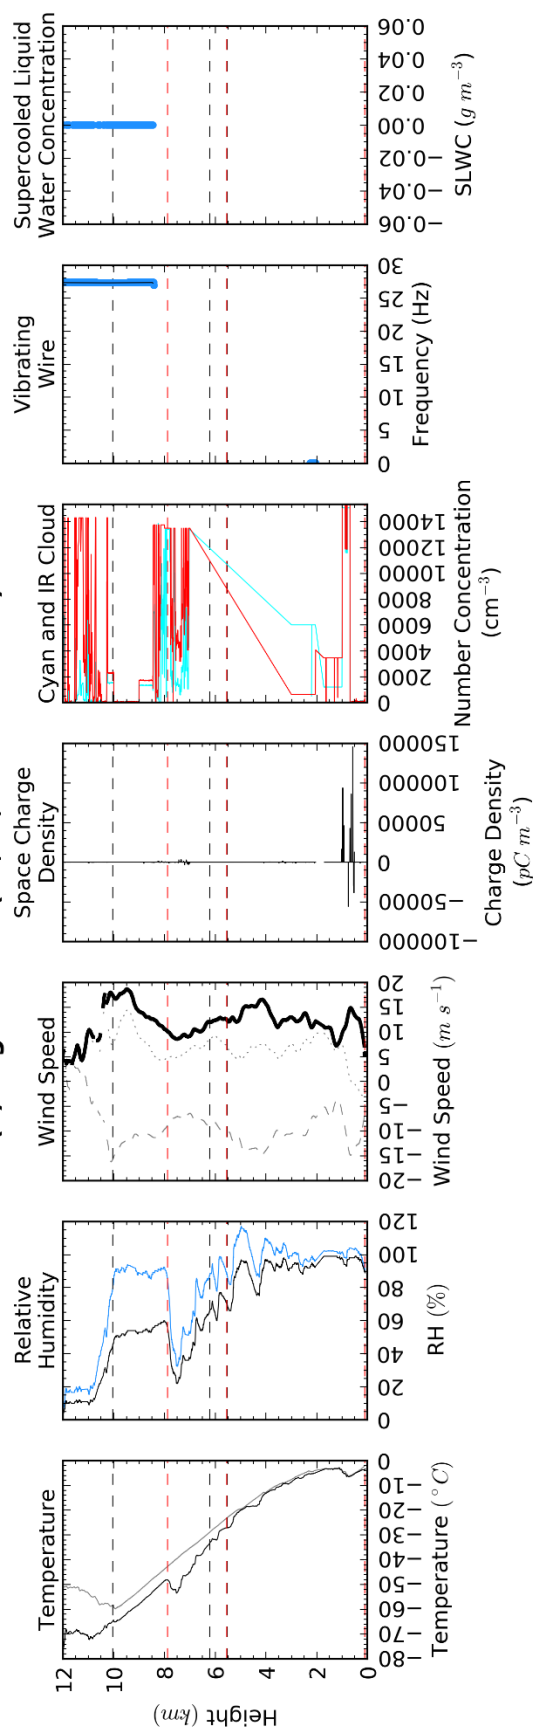 Temperature
Relative
Humidity
Wind Speed
Space Charge
Density
Cyan and IR Cloud
Vibrating
Wire
Supercooled Liquid
Water Concentration
Height (km)
12
10
8
6
4
2
0
−80 −70 −60 −50 −40 −30 −20 −10 0
Temperature (°C)
0 20 40 60 80 100 120
RH (%)
−20 −15 −10 −5 0 5 10 15 20
Wind Speed (m s⁻¹)
−100000 −50000 0 50000 100000 150000
Charge Density
(pC m⁻³)
0 2000 4000 6000 8000 10000 12000 14000
Number Concentration
(cm⁻³)
0 5 10 15 20 25 30
Frequency (Hz)
−0.06 −0.04 −0.02 0.00 0.02 0.04 0.06
SLWC (g m⁻³)